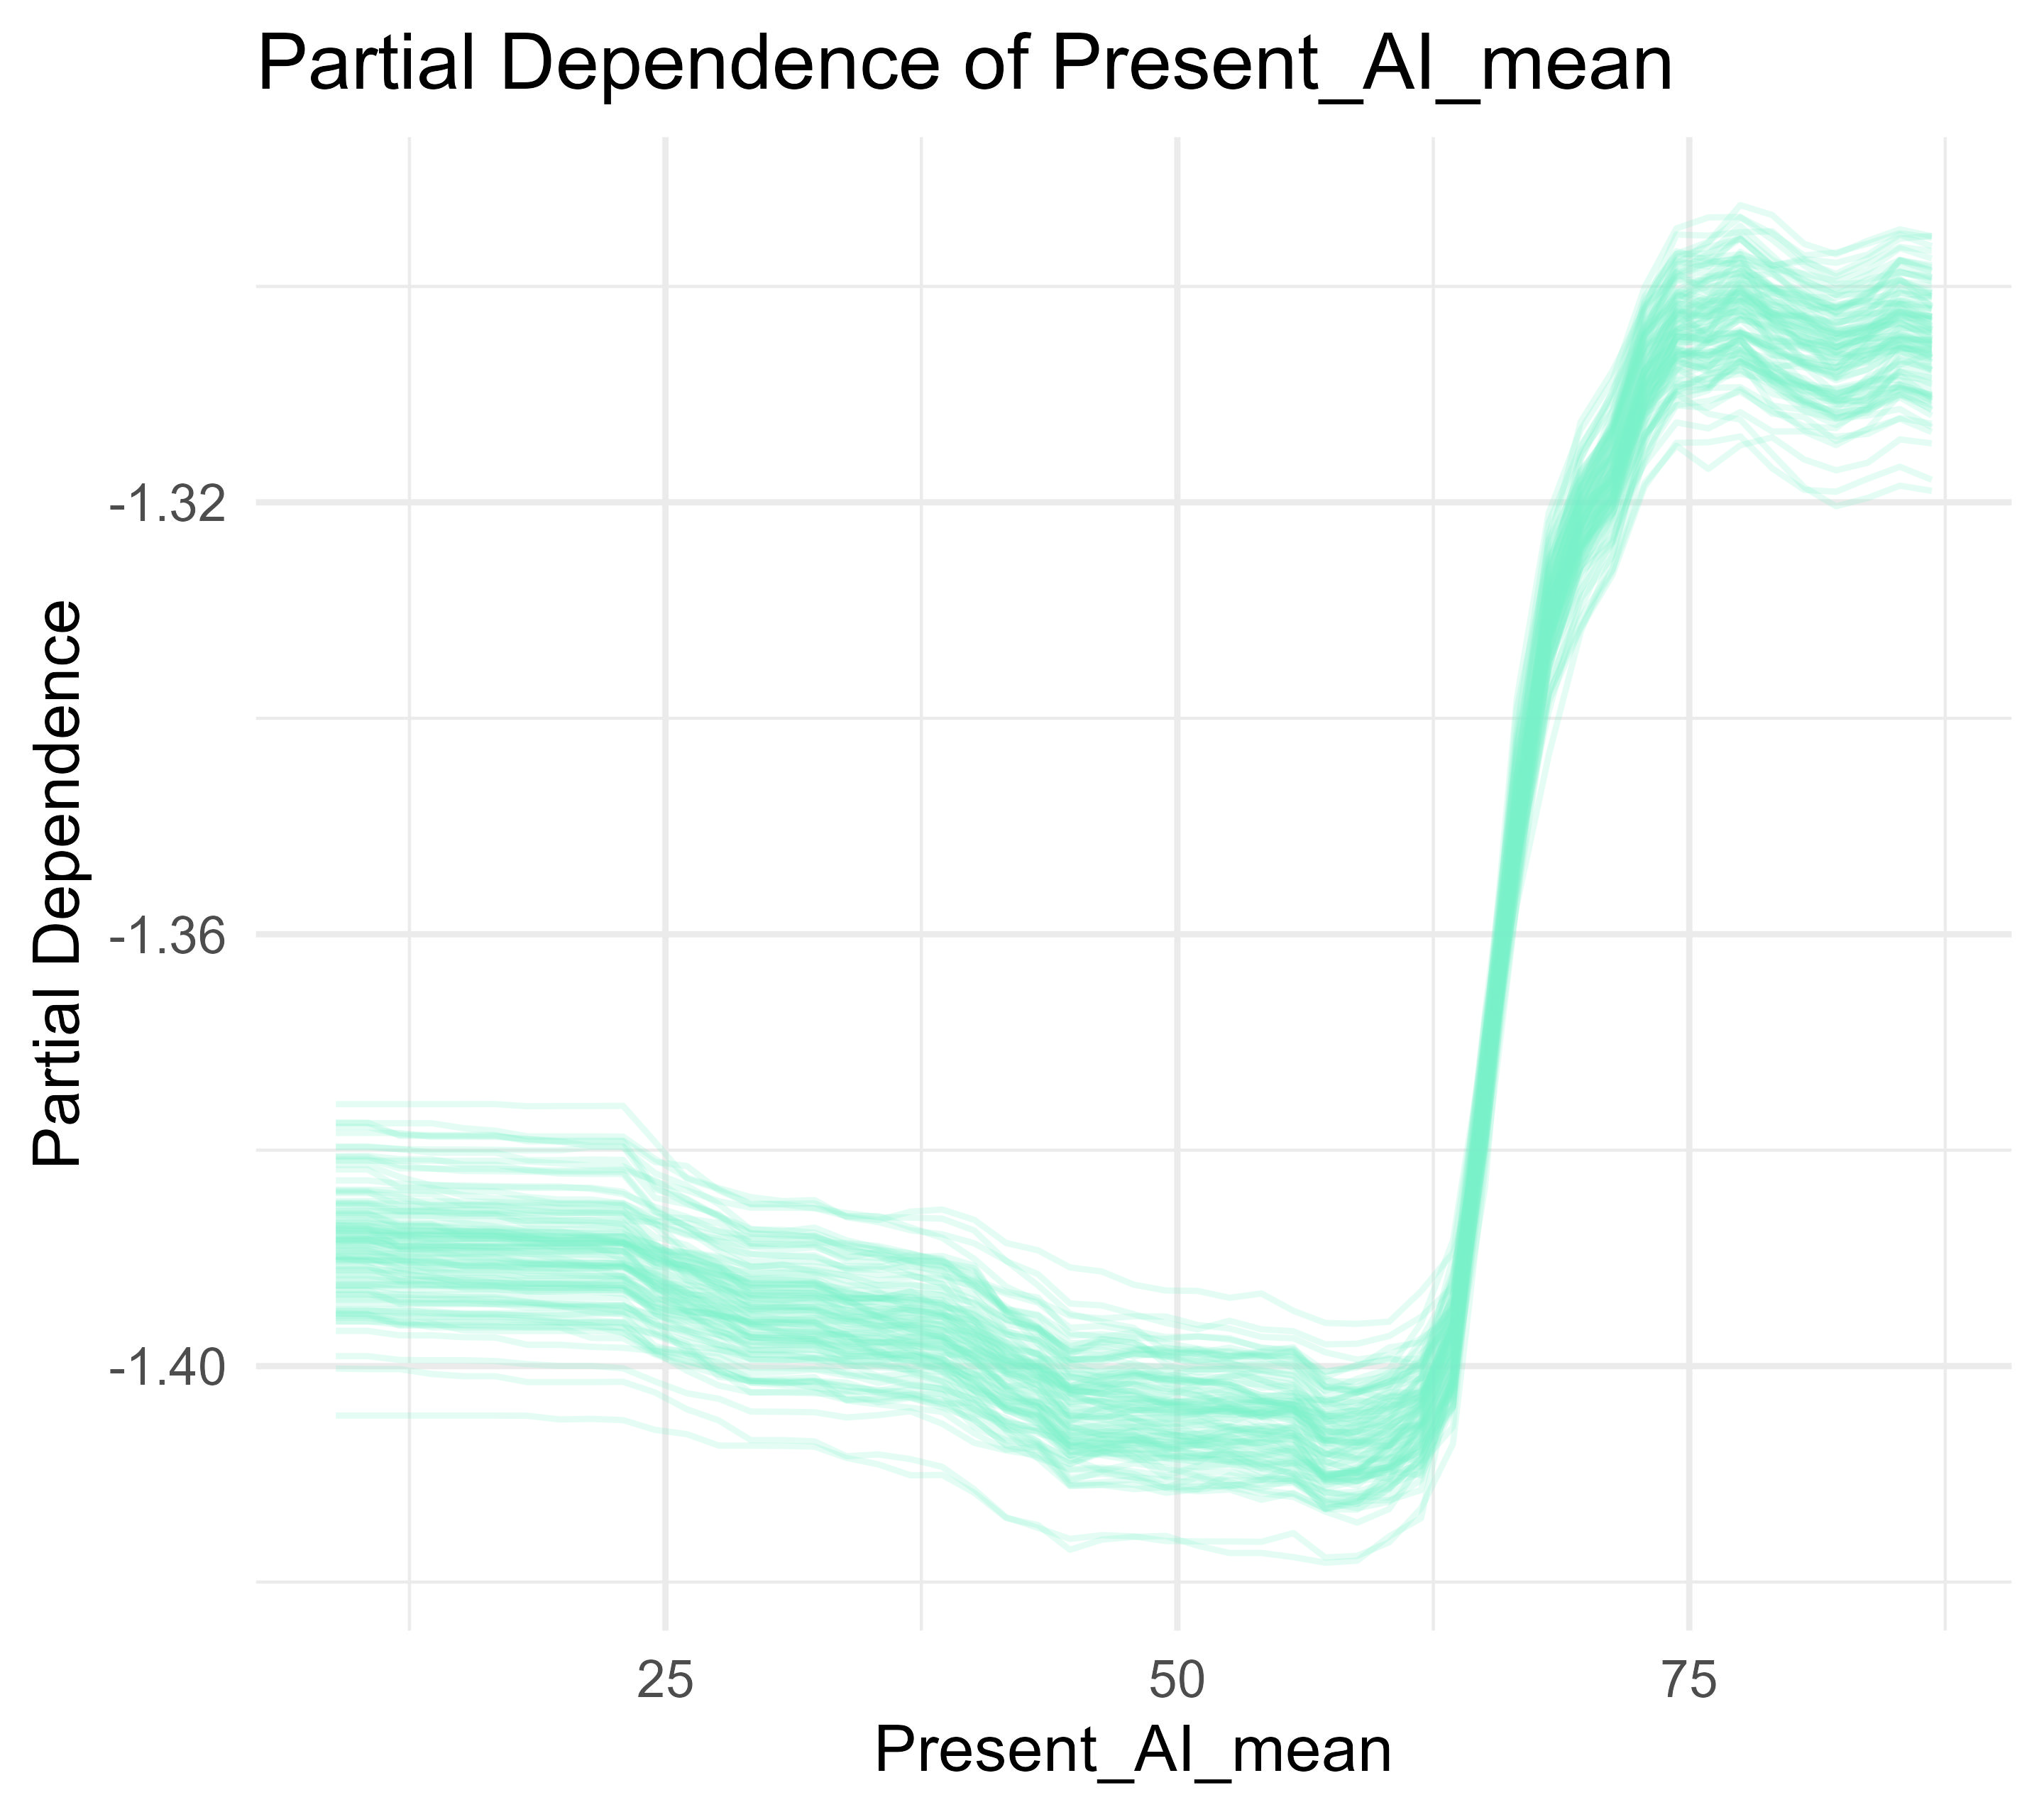 Partial Dependence of Present_AI_mean
Partial Dependence
-1.32
-1.36
-1.40
25
50
75
Present_AI_mean